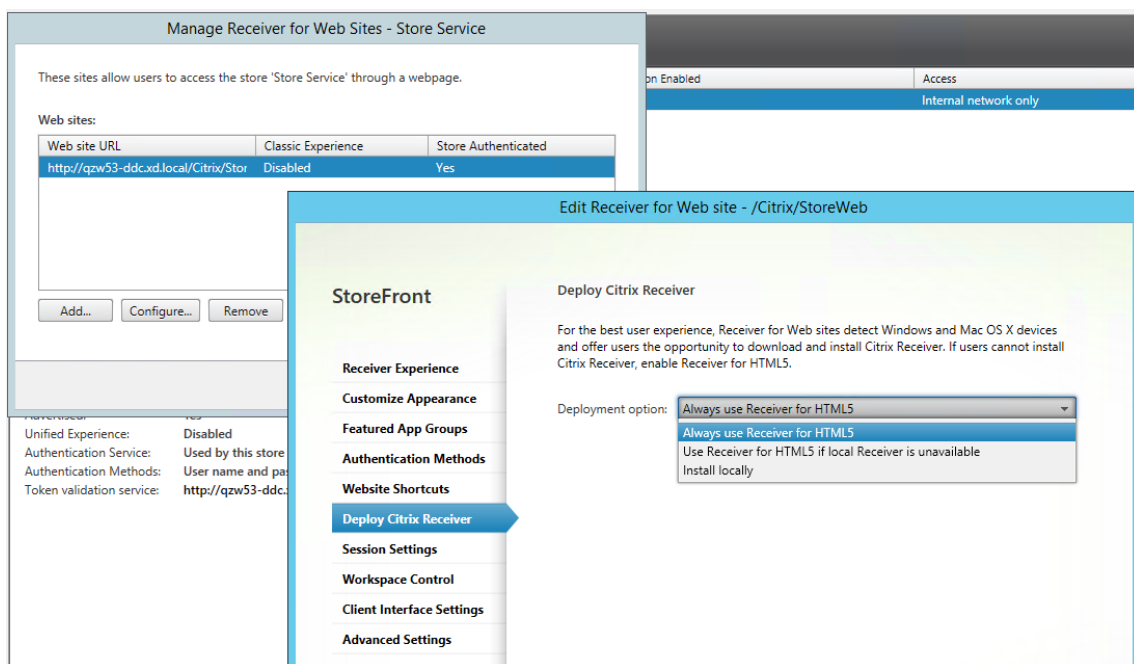 Manage Receiver for Web Sites - Store Service
These sites allow users to access the store 'Store Service' through a webpage.
Web sites:
Web site URL Classic Experience Store Authenticated
http://qzw53-ddc.xd.local/Citrix/Stor Disabled Yes
Add... Configure... Remove
on Enabled Access
Internal network only
Advertised: Yes
Unified Experience: Disabled
Authentication Service: Used by this store
Authentication Methods: User name and pas
Token validation service: http://qzw53-ddc.
Edit Receiver for Web site - /Citrix/StoreWeb
StoreFront
Receiver Experience
Customize Appearance
Featured App Groups
Authentication Methods
Website Shortcuts
Deploy Citrix Receiver
Session Settings
Workspace Control
Client Interface Settings
Advanced Settings
Deploy Citrix Receiver
For the best user experience, Receiver for Web sites detect Windows and Mac OS X devices
and offer users the opportunity to download and install Citrix Receiver. If users cannot install
Citrix Receiver, enable Receiver for HTML5.
Deployment option: Always use Receiver for HTML5
Always use Receiver for HTML5
Use Receiver for HTML5 if local Receiver is unavailable
Install locally